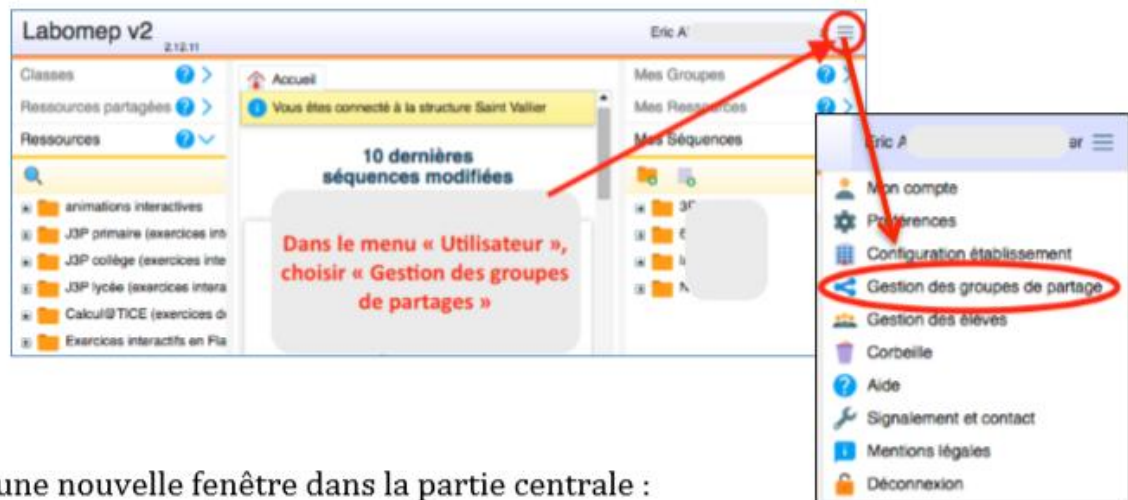 Labomep v2
2.12.11
Eric A
Classes
Ressources partagées
Ressources
animations interactives
J3P primaire (exercices int
J3P collège (exercices inte
J3P lycée (exercices intera
Calcul@TICE (exercices d
Exercices interactifs en Fla
Accueil
Vous êtes connecté à la structure Saint Vallier
10 dernières
séquences modifiées
Dans le menu « Utilisateur »,
choisir « Gestion des groupes
de partages »
Mes Groupes
Mes Ressources
Mes Séquences
Eric A er
Mon compte
Préférences
Configuration établissement
Gestion des groupes de partage
Gestion des élèves
Corbeille
Aide
Signalement et contact
Mentions légales
Déconnexion
une nouvelle fenêtre dans la partie centrale :